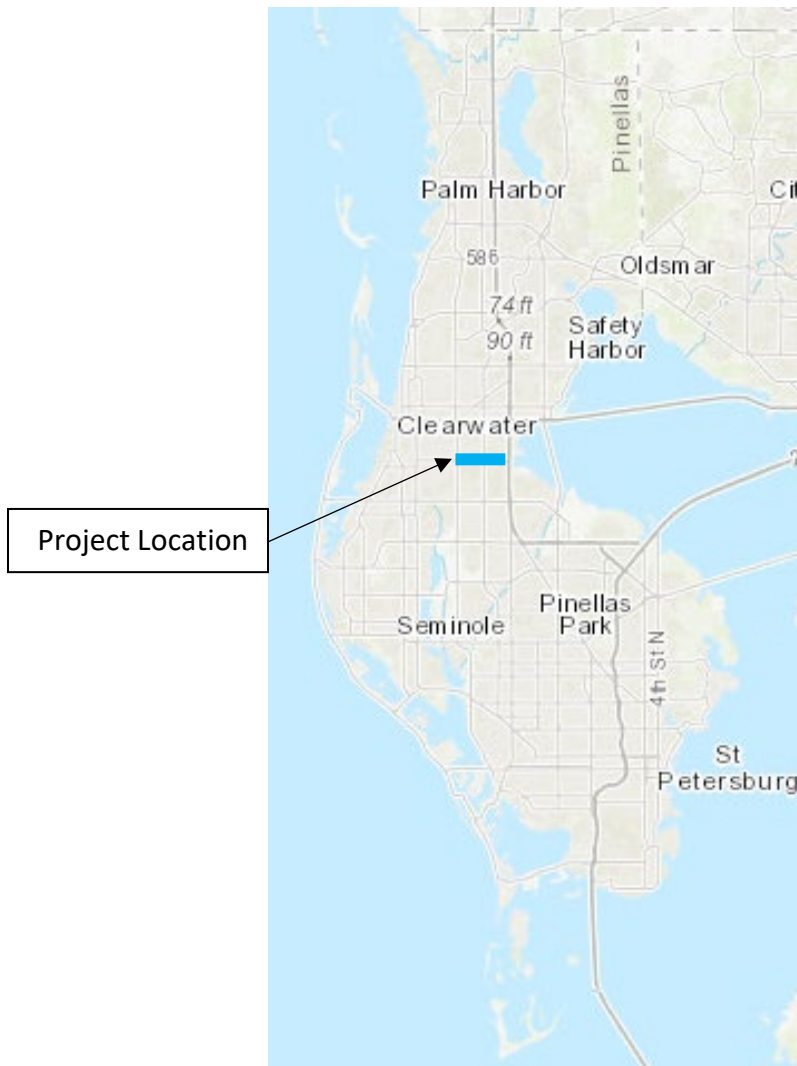 Pinellas
Palm Harbor
586
Oldsmar
74 ft
90 ft
Safety
Harbor
Clearwater
Project Location
Pinellas
Park
Seminole
4th St N
St
Petersburg